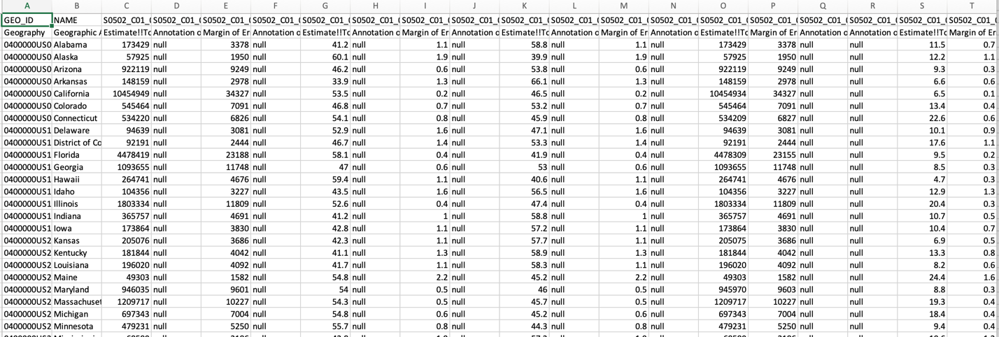 A B C D E F G H I J K L M N O P Q R S T
GEO_ID NAME S0502_C01_( S0502_C01_( S0502_C01_( S0502_C01_( S0502_C01_( S0502_C01_( S0502_C01_( S0502_C01_( S0502_C01_( S0502_C01_( S0502_C01_( S0502_C01_( S0502_C01_( S0502_C01_( S0502_C01_( S0502_C01_( S0502_C01_( S0502_C01_(
Geography Geographic A Estimate!!To Annotation o Margin of Er Annotation o Estimate!!To Annotation o Margin of Er Annotation o Estimate!!To Annotation o Margin of Er Annotation o Estimate!!To Margin of Er Annotation o Annotation o Estimate!!To Margin of Er
0400000US0 Alabama 173429 null 3378 null 41.2 null 1.1 null 58.8 null 1.1 null 173429 3378 null null 11.5 0.7
0400000US0 Alaska 57925 null 1950 null 60.1 null 1.9 null 39.9 null 1.9 null 57925 1950 null null 12.2 1.1
0400000US0 Arizona 922119 null 9249 null 46.2 null 0.6 null 53.8 null 0.6 null 922119 9249 null null 9.3 0.3
0400000US0 Arkansas 148159 null 2978 null 33.9 null 1.3 null 66.1 null 1.3 null 148159 2978 null null 6.6 0.6
0400000US0 California 10454949 null 34327 null 53.5 null 0.2 null 46.5 null 0.2 null 10454934 34327 null null 6.5 0.1
0400000US0 Colorado 545464 null 7091 null 46.8 null 0.7 null 53.2 null 0.7 null 545464 7091 null null 13.4 0.4
0400000US0 Connecticut 534220 null 6826 null 54.1 null 0.8 null 45.9 null 0.8 null 534209 6827 null null 22.6 0.6
0400000US1 Delaware 94639 null 3081 null 52.9 null 1.6 null 47.1 null 1.6 null 94639 3081 null null 10.1 0.9
0400000US1 District of Co 92191 null 2444 null 46.7 null 1.4 null 53.3 null 1.4 null 92191 2444 null null 17.6 1.1
0400000US1 Florida 4478419 null 23188 null 58.1 null 0.4 null 41.9 null 0.4 null 4478309 23155 null null 9.5 0.2
0400000US1 Georgia 1093655 null 11748 null 47 null 0.6 null 53 null 0.6 null 1093655 11748 null null 8.5 0.3
0400000US1 Hawaii 264741 null 4676 null 59.4 null 1.1 null 40.6 null 1.1 null 264741 4676 null null 4.7 0.3
0400000US1 Idaho 104356 null 3227 null 43.5 null 1.6 null 56.5 null 1.6 null 104356 3227 null null 12.9 1.3
0400000US1 Illinois 1803334 null 11809 null 52.6 null 0.4 null 47.4 null 0.4 null 1803334 11809 null null 20.4 0.3
0400000US1 Indiana 365757 null 4691 null 41.2 null 1 null 58.8 null 1 null 365757 4691 null null 10.7 0.5
0400000US1 Iowa 173864 null 3830 null 42.8 null 1.1 null 57.2 null 1.1 null 173864 3830 null null 10.4 0.7
0400000US2 Kansas 205076 null 3686 null 42.3 null 1.1 null 57.7 null 1.1 null 205075 3686 null null 6.9 0.5
0400000US2 Kentucky 181844 null 4042 null 41.1 null 1.3 null 58.9 null 1.3 null 181844 4042 null null 13.3 0.8
0400000US2 Louisiana 196020 null 4092 null 41.7 null 1.1 null 58.3 null 1.1 null 196020 4092 null null 8.2 0.6
0400000US2 Maine 49303 null 1582 null 54.8 null 2.2 null 45.2 null 2.2 null 49303 1582 null null 24.4 1.6
0400000US2 Maryland 946035 null 9601 null 54 null 0.5 null 46 null 0.5 null 945970 9603 null null 8.8 0.3
0400000US2 Massachuset 1209717 null 10227 null 54.3 null 0.5 null 45.7 null 0.5 null 1209717 10227 null null 19.3 0.4
0400000US2 Michigan 697343 null 7004 null 54.8 null 0.6 null 45.2 null 0.6 null 697343 7004 null null 18.4 0.4
0400000US2 Minnesota 479231 null 5250 null 55.7 null 0.8 null 44.3 null 0.8 null 479231 5250 null null 9.4 0.4